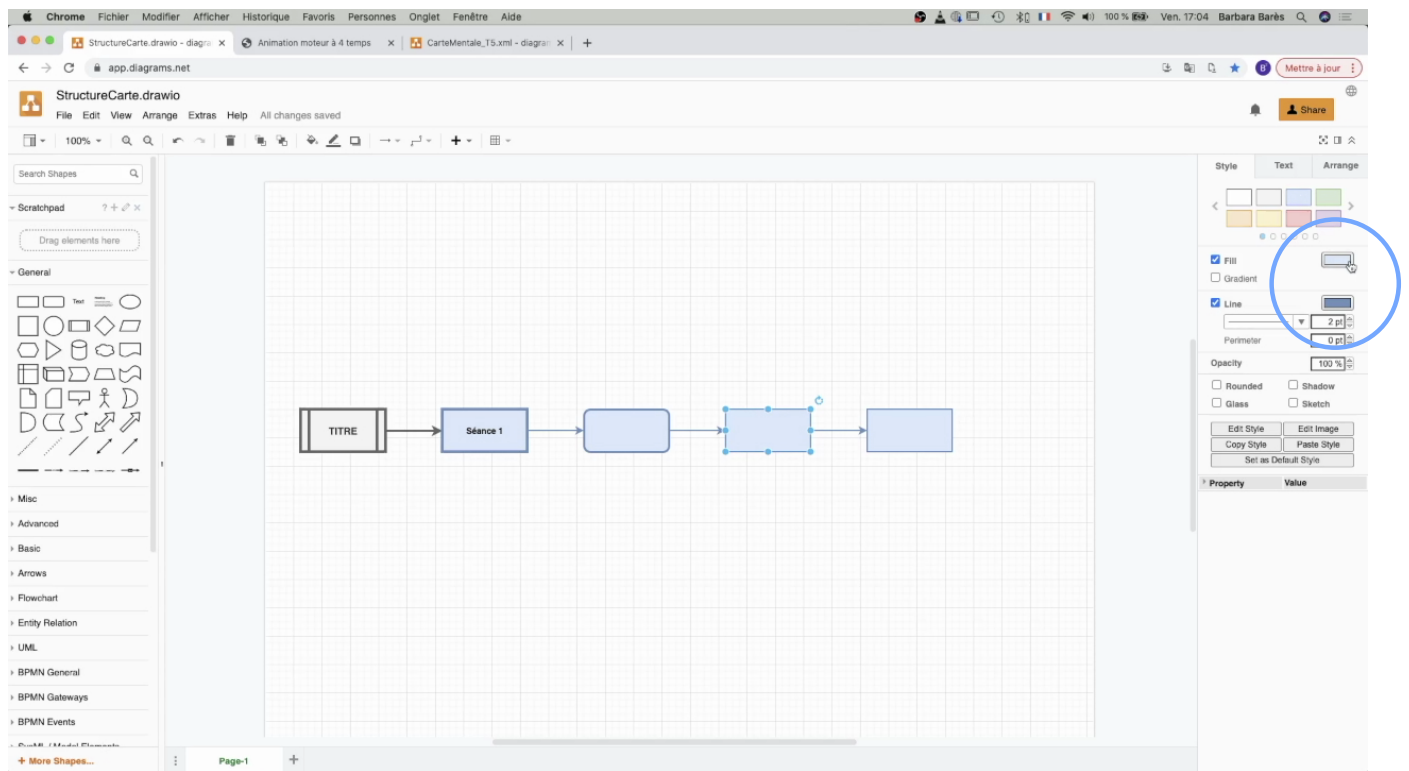 Chrome Fichier Modifier Afficher Historique Favoris Personnes Onglet Fenêtre Aide 100 % Ven. 17:04 Barbara Barès
StructureCarte.drawio - diagra Animation moteur à 4 temps CarteMentale_T5.xml - diagram
app.diagrams.net Mettre à jour
StructureCarte.drawio
File Edit View Arrange Extras Help All changes saved Share
100%
Search Shapes Style Text Arrange
Scratchpad
Drag elements here
Fill
General
Gradient
Text
Line
2 pt
Perimeter 0 pt
Opacity 100 %
Rounded Shadow
Glass Sketch
TITRE Séance 1
Edit Style Edit Image
Copy Style Paste Style
Set as Default Style
Property Value
Misc
Advanced
Basic
Arrows
Flowchart
Entity Relation
UML
BPMN General
BPMN Gateways
BPMN Events
+ More Shapes... Page-1